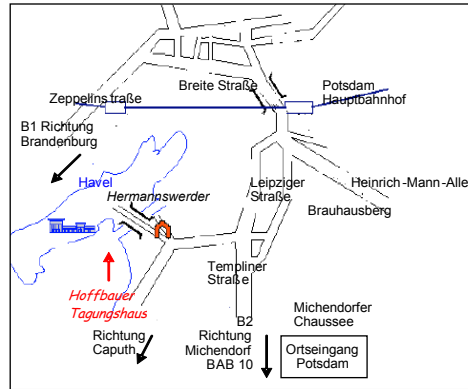 Breite Straße
Potsdam
Hauptbahnhof
Zeppelinstraße
B1 Richtung
Brandenburg
Havel
Hermannswerder
Leipziger
Straße
Heinrich-Mann-Alle
Brauhausberg
Hoffbauer
Tagungshaus
Templiner
Straße
Richtung
Caputh
B2
Richtung
Michendorf
BAB 10
Michendorfer
Chaussee
Ortseingang
Potsdam